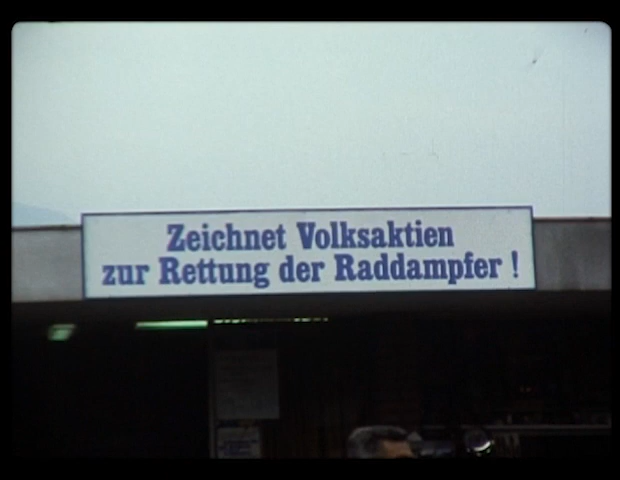 Zeichnet Volksaktien
zur Rettung der Raddampfer !